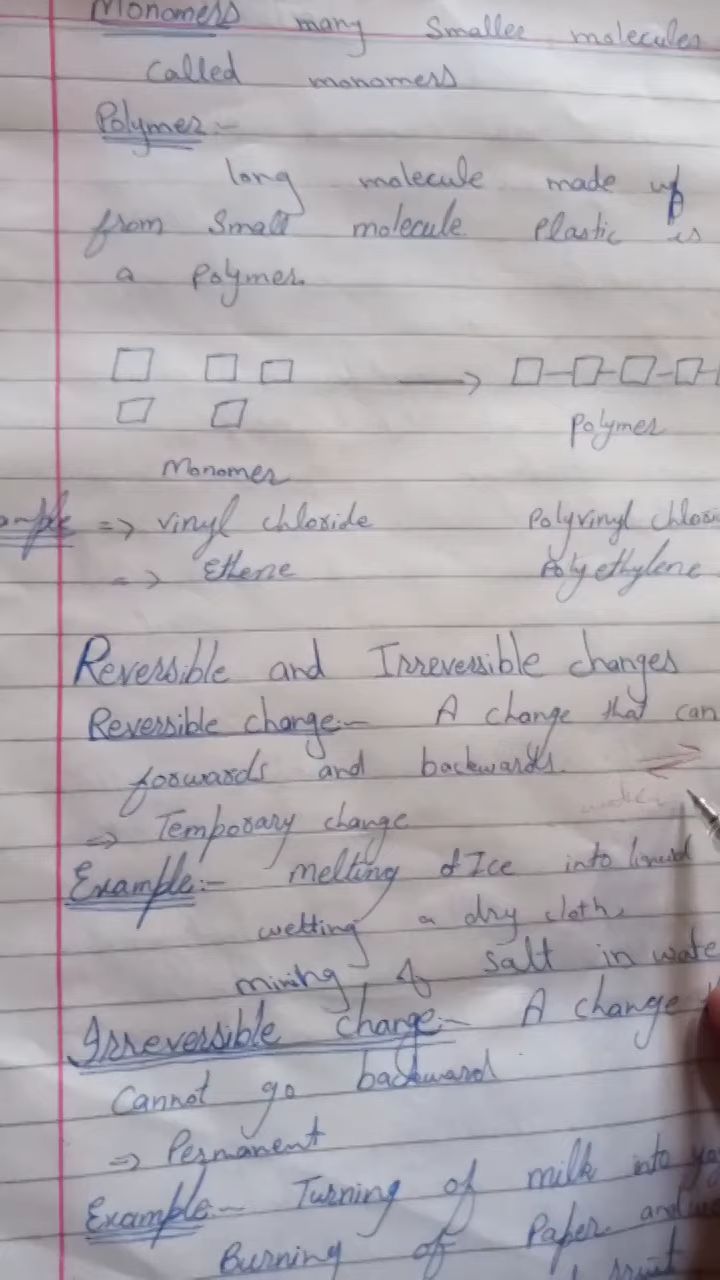 Monomers many Smaller molecules
Called monomers
Polymer:-
long molecule made up
from Small molecule Plastic is
a Polymer.
Polymer
Monomer
=> vinyl chloride Polyvinyl
=> Ethene Polyethylene
Reversible and Irreversible changes
Reversible change:- A change that can
forwards and backwards.
=> Temporary change
Example:- melting of Ice into liquid
wetting a dry cloth,
mixing of salt in
Irreversible change:- A change
Cannot go backward
=> Permanent
Example:- Turning of milk into
Burning of Paper